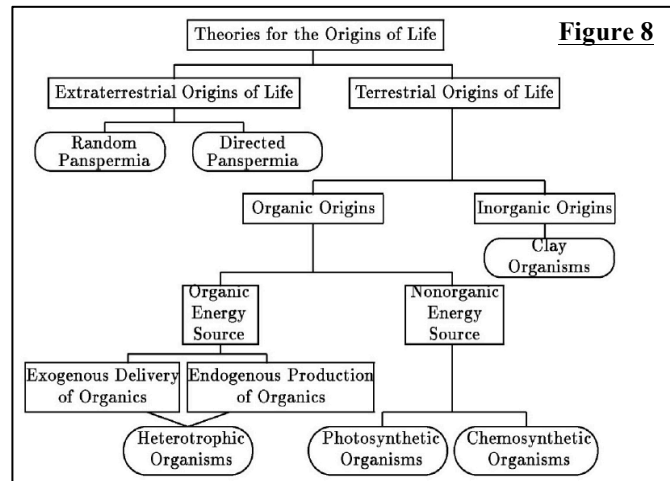 Theories for the Origins of Life
Figure 8
Extraterrestrial Origins of Life
Terrestrial Origins of Life
Random
Panspermia
Directed
Panspermia
Organic Origins
Inorganic Origins
Clay
Organisms
Organic
Energy
Source
Nonorganic
Energy
Source
Exogenous Delivery
of Organics
Endogenous Production
of Organics
Heterotrophic
Organisms
Photosynthetic
Organisms
Chemosynthetic
Organisms